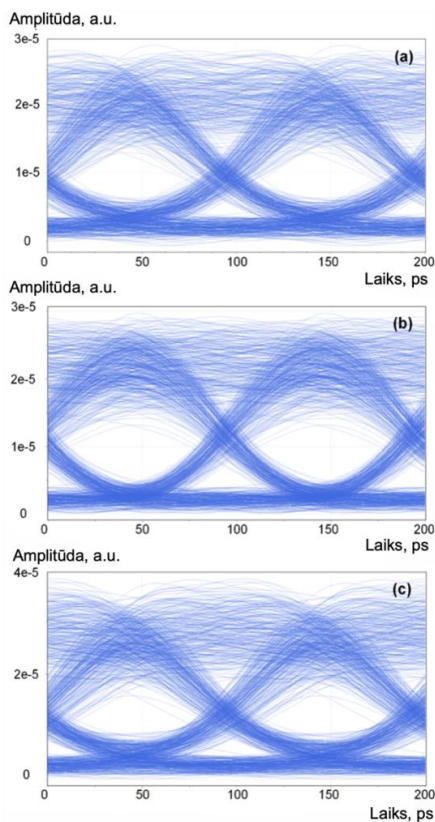 Amplitūda, a.u.
3e-5
(a)
2e-5
1e-5
0
0 50 100 150 200
Laiks, ps
Amplitūda, a.u.
3e-5
(b)
2e-5
1e-5
0
0 50 100 150 200
Laiks, ps
Amplitūda, a.u.
4e-5
(c)
2e-5
0
0 50 100 150 200
Laiks, ps